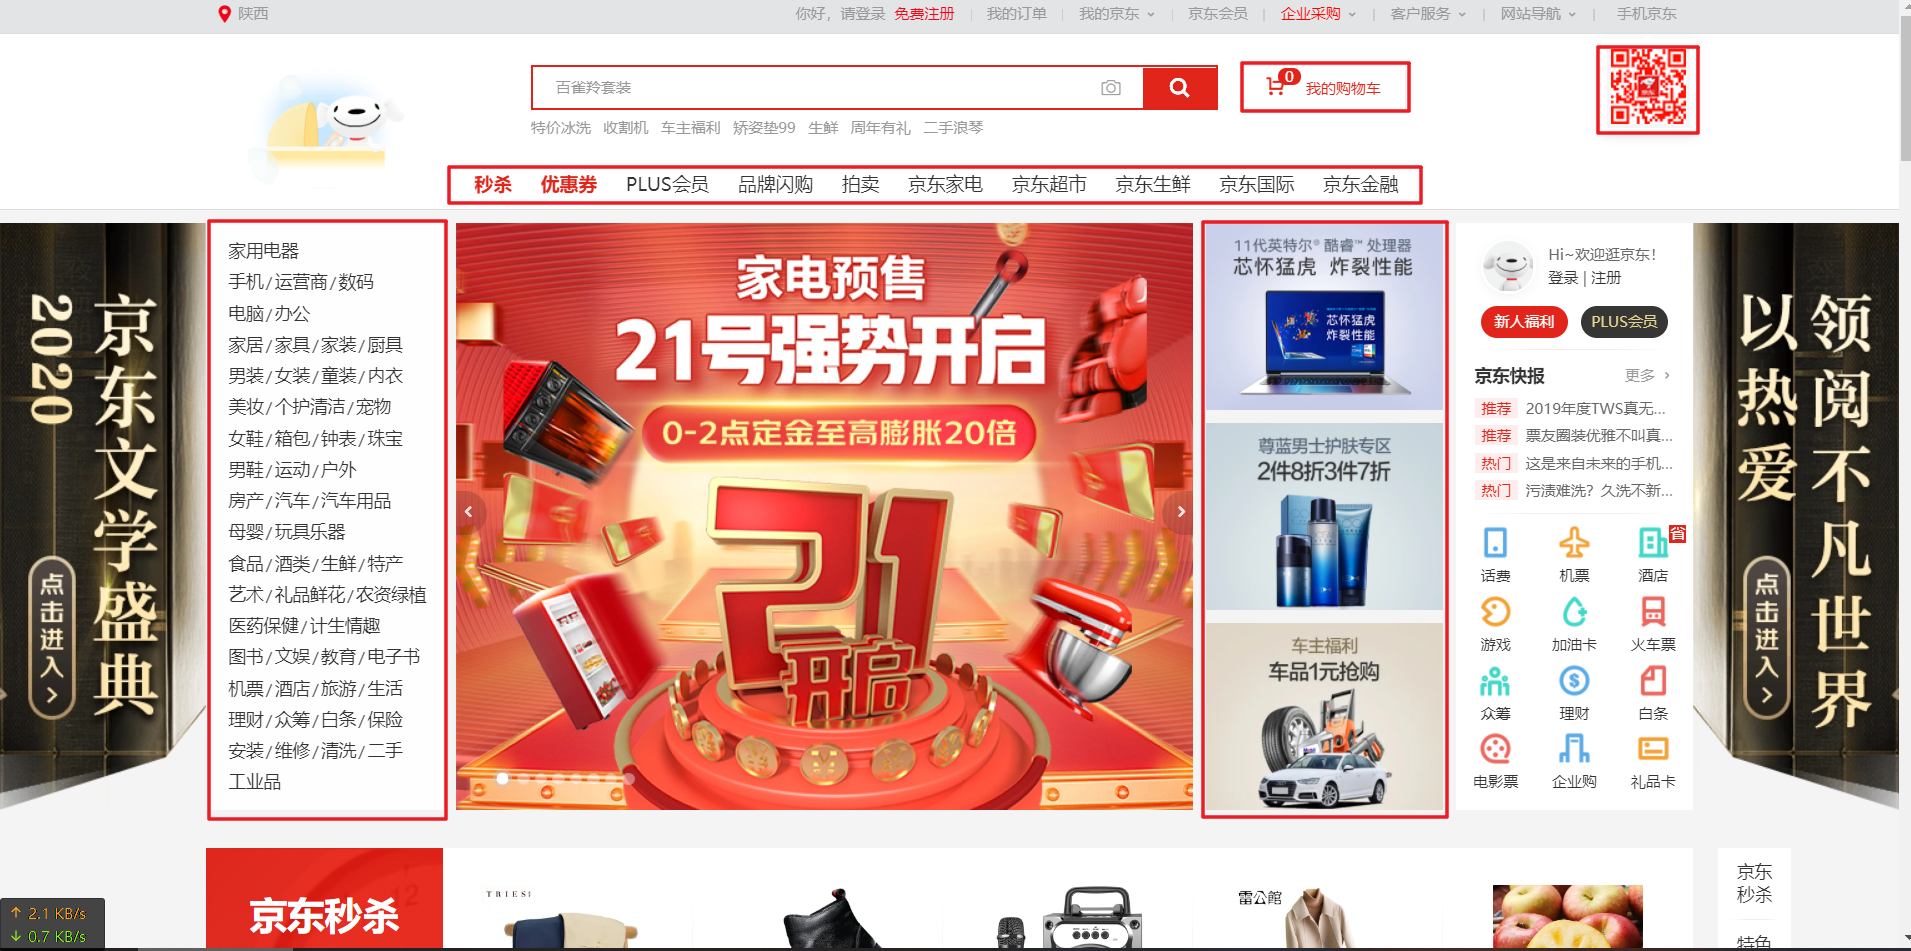 陕西
你好，请登录 免费注册 我的订单 我的京东 京东会员 企业采购 客户服务 网站导航 手机京东
百雀羚套装
0 我的购物车
特价冰洗 收割机 车主福利 矫姿垫99 生鲜 周年有礼 二手浪琴
秒杀 优惠券 PLUS会员 品牌闪购 拍卖 京东家电 京东超市 京东生鲜 京东国际 京东金融
2020
京东文学盛典
点击进入 >
家用电器
手机/运营商/数码
电脑/办公
家居/家具/家装/厨具
男装/女装/童装/内衣
美妆/个护清洁/宠物
女鞋/箱包/钟表/珠宝
男鞋/运动/户外
房产/汽车/汽车用品
母婴/玩具乐器
食品/酒类/生鲜/特产
艺术/礼品鲜花/农资绿植
医药保健/计生情趣
图书/文娱/教育/电子书
机票/酒店/旅游/生活
理财/众筹/白条/保险
安装/维修/清洗/二手
工业品
家电预售
21号强势开启
0-2点定金至高膨胀20倍
21
开启
11代英特尔® 酷睿™ 处理器
芯怀猛虎 炸裂性能
芯怀猛虎
炸裂性能
尊蓝男士护肤专区
2件8折3件7折
车主福利
车品1元抢购
Hi~欢迎逛京东！
登录 | 注册
新人福利 PLUS会员
京东快报 更多
推荐 2019年度TWS真无...
推荐 票友圈装优雅不叫真...
热门 这是来自未来的手机...
热门 污渍难洗？久洗不新...
省
话费 机票 酒店
游戏 加油卡 火车票
众筹 理财 白条
电影票 企业购 礼品卡
领阅不凡世界
以热爱
点击进入 >
京东秒杀
12
TRIES
雷公館
京东
秒杀
特色
↑ 2.1 KB/s
↓ 0.7 KB/s